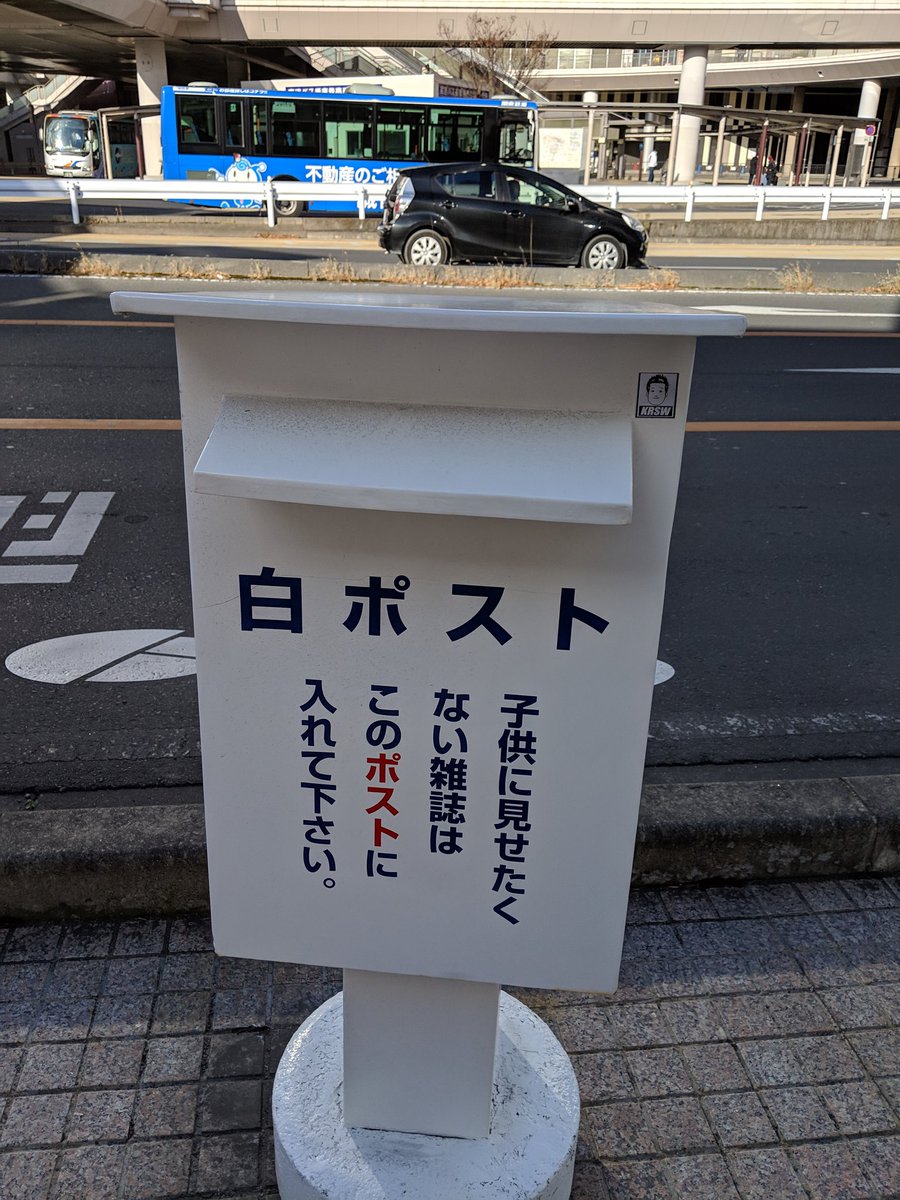 白ポスト
子供に見せたく
ない雑誌は
このポストに
入れて下さい。
KRSW
不動産のご相